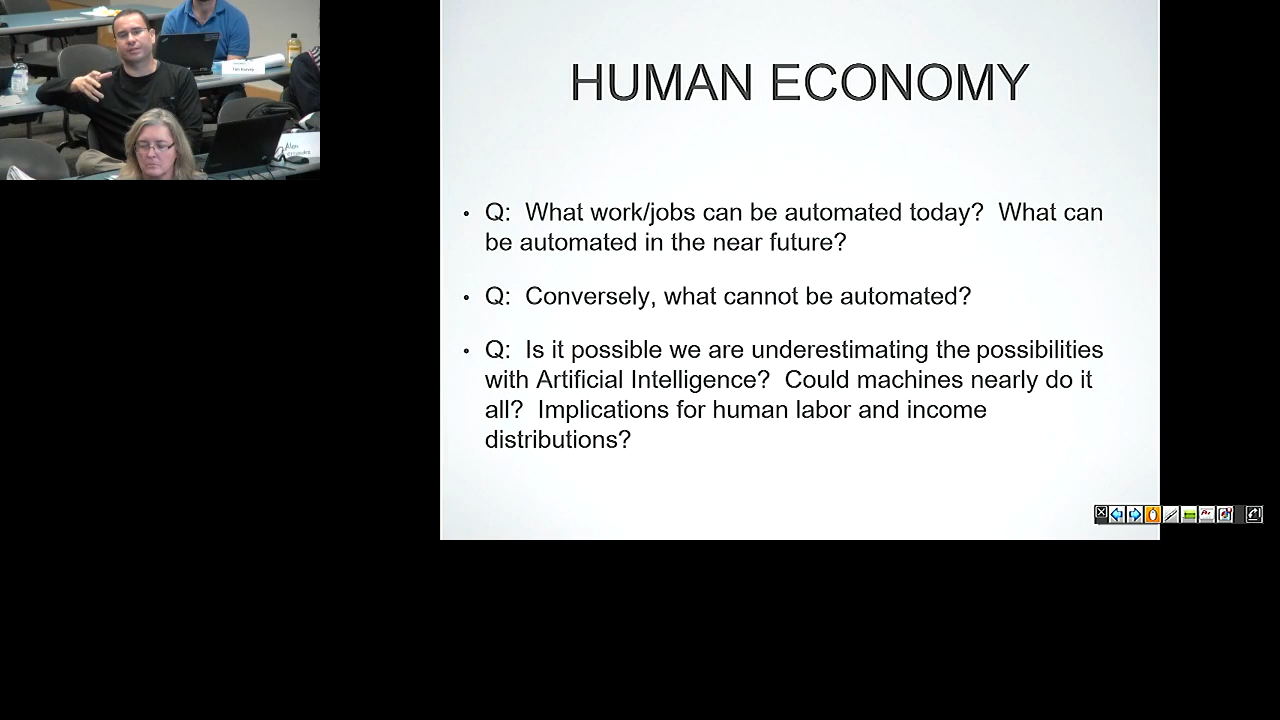 HUMAN ECONOMY
• Q: What work/jobs can be automated today? What can
be automated in the near future?
• Q: Conversely, what cannot be automated?
• Q: Is it possible we are underestimating the possibilities
with Artificial Intelligence? Could machines nearly do it
all? Implications for human labor and income
distributions?
Alex